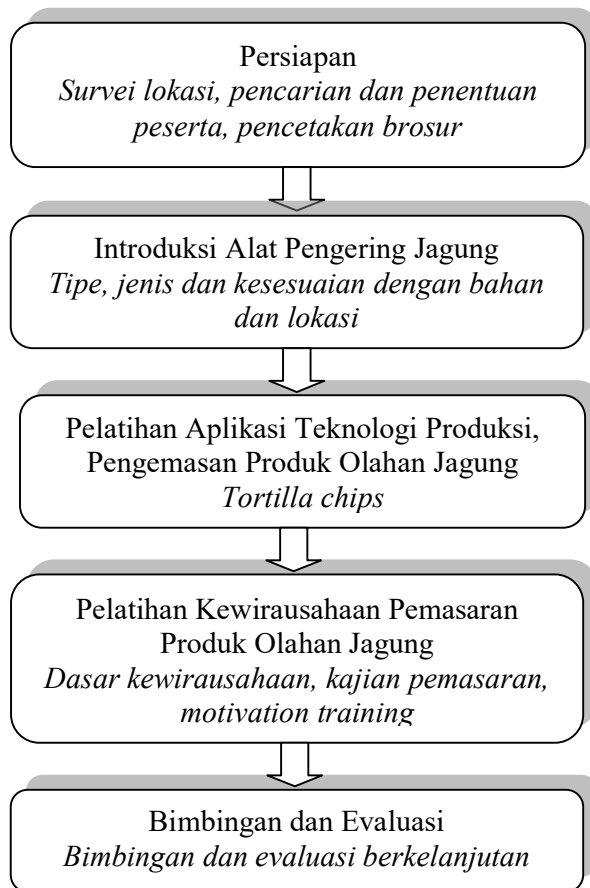 Persiapan
Survei lokasi, pencarian dan penentuan
peserta, pencetakan brosur
Introduksi Alat Pengering Jagung
Tipe, jenis dan kesesuaian dengan bahan
dan lokasi
Pelatihan Aplikasi Teknologi Produksi,
Pengemasan Produk Olahan Jagung
Tortilla chips
Pelatihan Kewirausahaan Pemasaran
Produk Olahan Jagung
Dasar kewirausahaan, kajian pemasaran,
motivation training
Bimbingan dan Evaluasi
Bimbingan dan evaluasi berkelanjutan